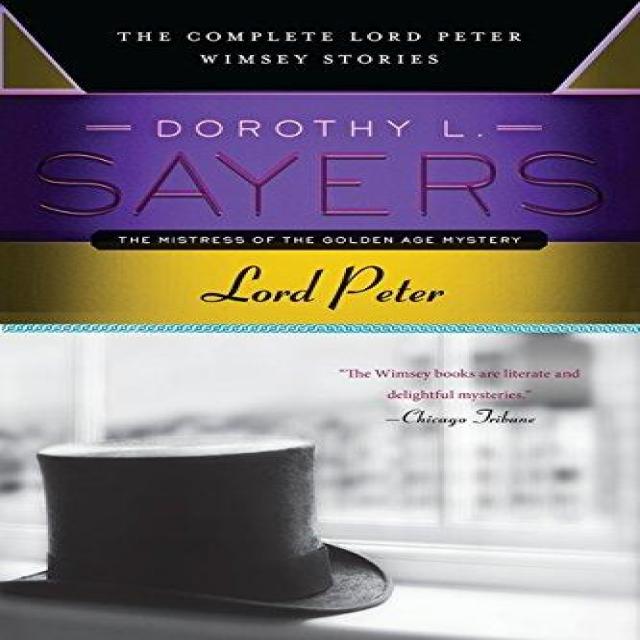 THE COMPLETE LORD PETER
WIMSEY STORIES
DOROTHY L.
SAYERS
THE MISTRESS OF THE GOLDEN AGE MYSTERY
Lord Peter
"The Wimsey books are literate and
delightful mysteries."
—Chicago Tribune